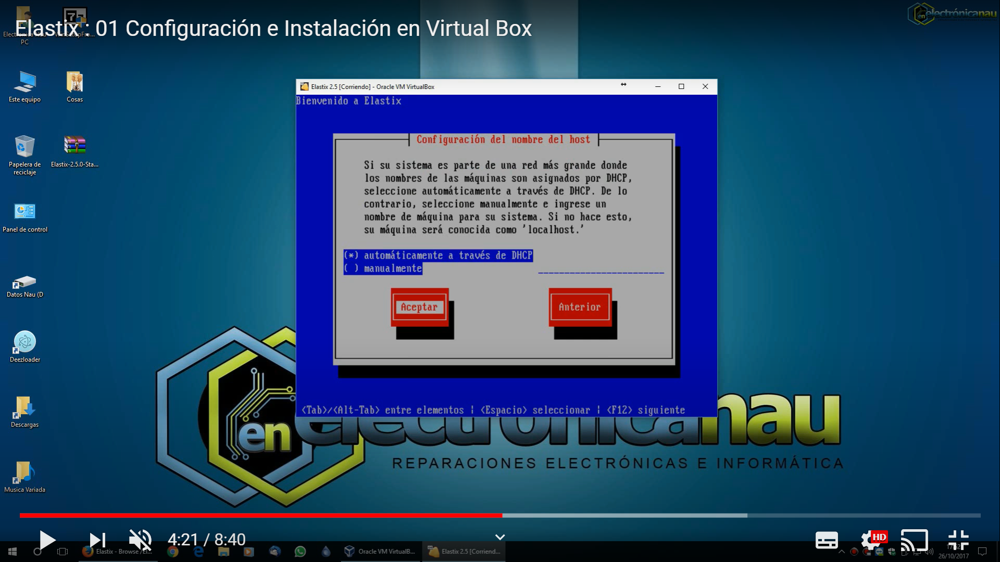 Elastix : 01 Configuración e Instalación en Virtual Box
electrónicanau
PC
Este equipo
Cosas
Papelera de
reciclaje
Elastix-2.5.0-Sta...
Panel de control
Datos Nau (D
Deezloader
Descargas
Musica Variada
Elastix 2.5 [Corriendo] - Oracle VM VirtualBox
Bienvenido a Elastix
Configuración del nombre del host
Si su sistema es parte de una red más grande donde
los nombres de las máquinas son asignados por DHCP,
seleccione automáticamente a través de DHCP. De lo
contrario, seleccione manualmente e ingrese un
nombre de máquina para su sistema. Si no hace esto,
su máquina será conocida como 'localhost.'
(*) automáticamente a través de DHCP
( ) manualmente
Aceptar
Anterior
<Tab>/<Alt-Tab> entre elementos | <Espacio> seleccionar | <F12> siguiente
en
electrónicanau
REPARACIONES ELECTRÓNICAS E INFORMÁTICA
4:21 / 8:40
HD
Elastix - Browse /El...
Oracle VM VirtualB...
Elastix 2.5 [Corriend...
26/10/2017